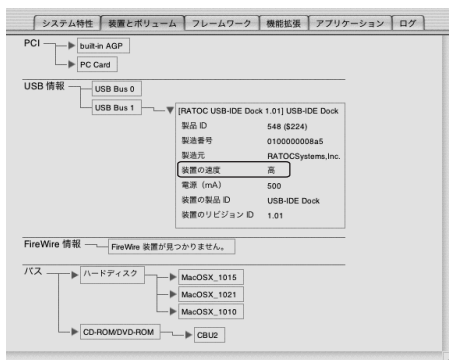 システム特性 装置とボリューム フレームワーク 機能拡張 アプリケーション ログ
PCI
built-in AGP
PC Card
USB 情報
USB Bus 0
USB Bus 1
[RATOC USB-IDE Dock 1.01] USB-IDE Dock
製品 ID 548 ($224)
製造番号 0100000008a5
製造元 RATOCSystems,Inc.
装置の速度 高
電源（mA） 500
装置の製品 ID USB-IDE Dock
装置のリビジョン ID 1.01
FireWire 情報
FireWire 装置が見つかりません。
バス
ハードディスク
MacOSX_1015
MacOSX_1021
MacOSX_1010
CD-ROM/DVD-ROM
CBU2